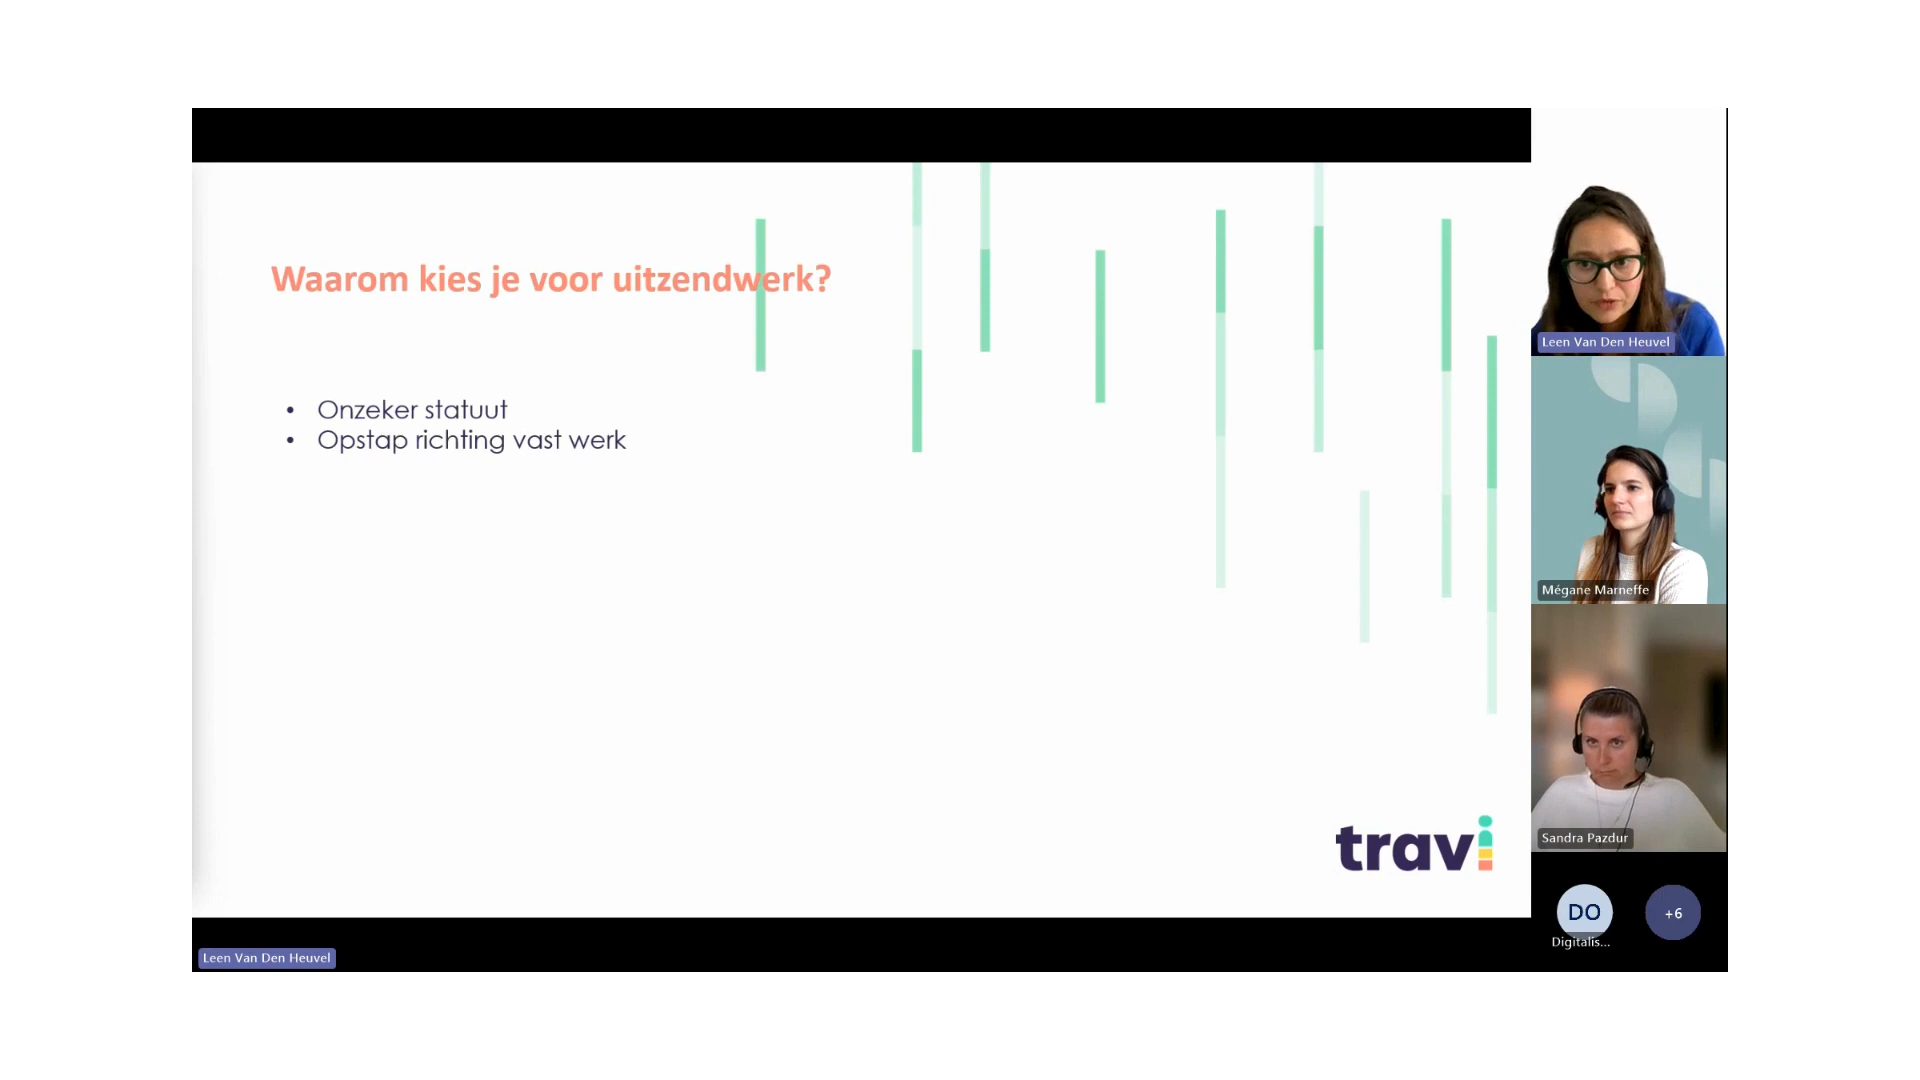 Waarom kies je voor uitzendwerk?
• Onzeker statuut
• Opstap richting vast werk
travi
Leen Van Den Heuvel
Leen Van Den Heuvel
Mégane Marneffe
Sandra Pazdur
DO
Digitalis...
+6